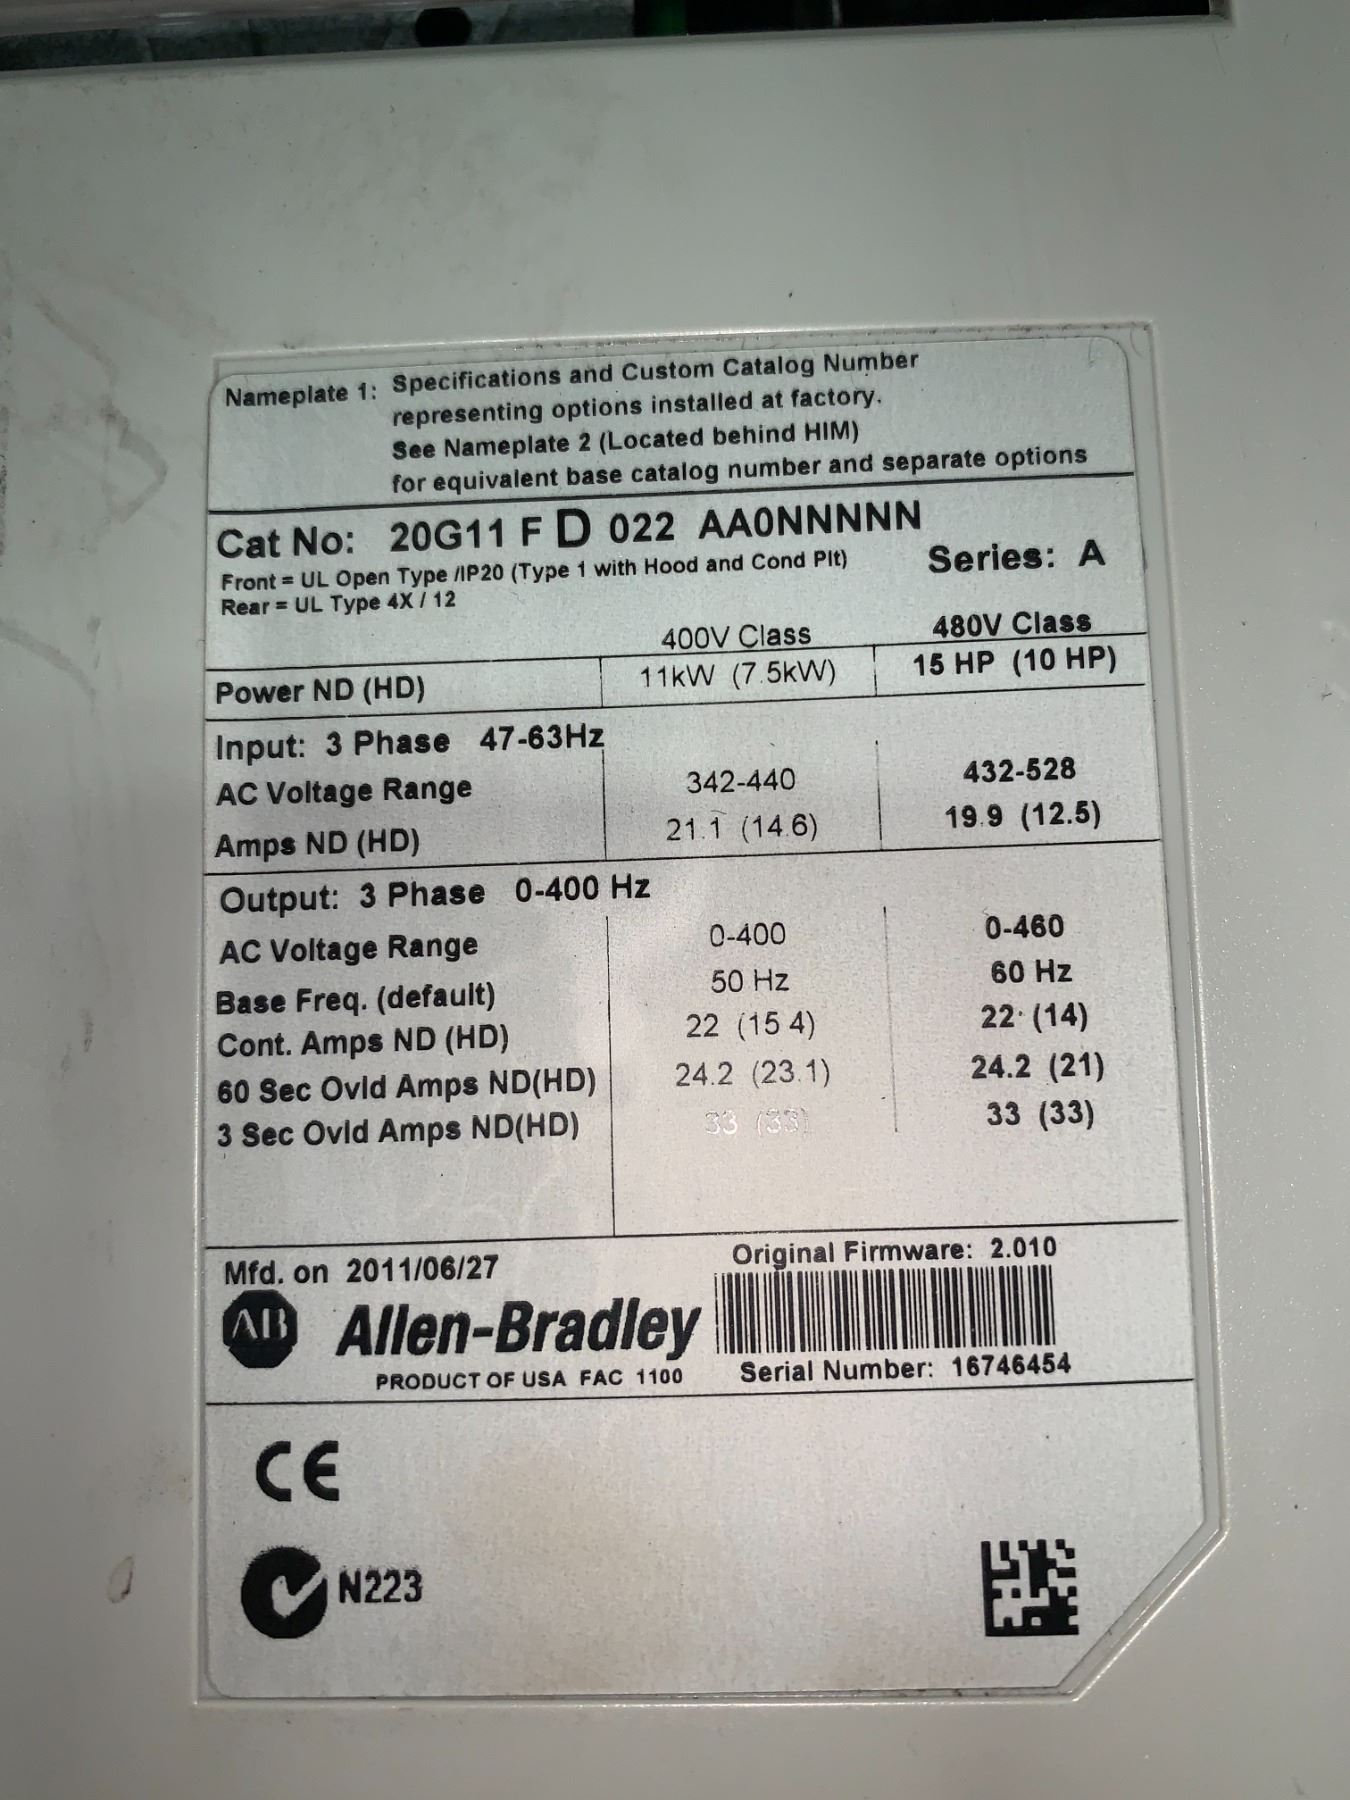 Nameplate 1: Specifications and Custom Catalog Number
representing options installed at factory.
See Nameplate 2 (Located behind HIM)
for equivalent base catalog number and separate options
Cat No: 20G11 F D 022 AA0NNNNN
Front = UL Open Type /IP20 (Type 1 with Hood and Cond Plt)
Series: A
Rear = UL Type 4X / 12
400V Class 480V Class
Power ND (HD) 11kW (7.5kW) 15 HP (10 HP)
Input: 3 Phase 47-63Hz
AC Voltage Range 342-440 432-528
Amps ND (HD) 21.1 (14.6) 19.9 (12.5)
Output: 3 Phase 0-400 Hz
AC Voltage Range 0-400 0-460
Base Freq. (default) 50 Hz 60 Hz
Cont. Amps ND (HD) 22 (15.4) 22 (14)
60 Sec Ovld Amps ND(HD) 24.2 (23.1) 24.2 (21)
3 Sec Ovld Amps ND(HD) 33 (33) 33 (33)
Mfd. on 2011/06/27 Original Firmware: 2.010
AB Allen-Bradley
PRODUCT OF USA FAC 1100 Serial Number: 16746454
CE
N223